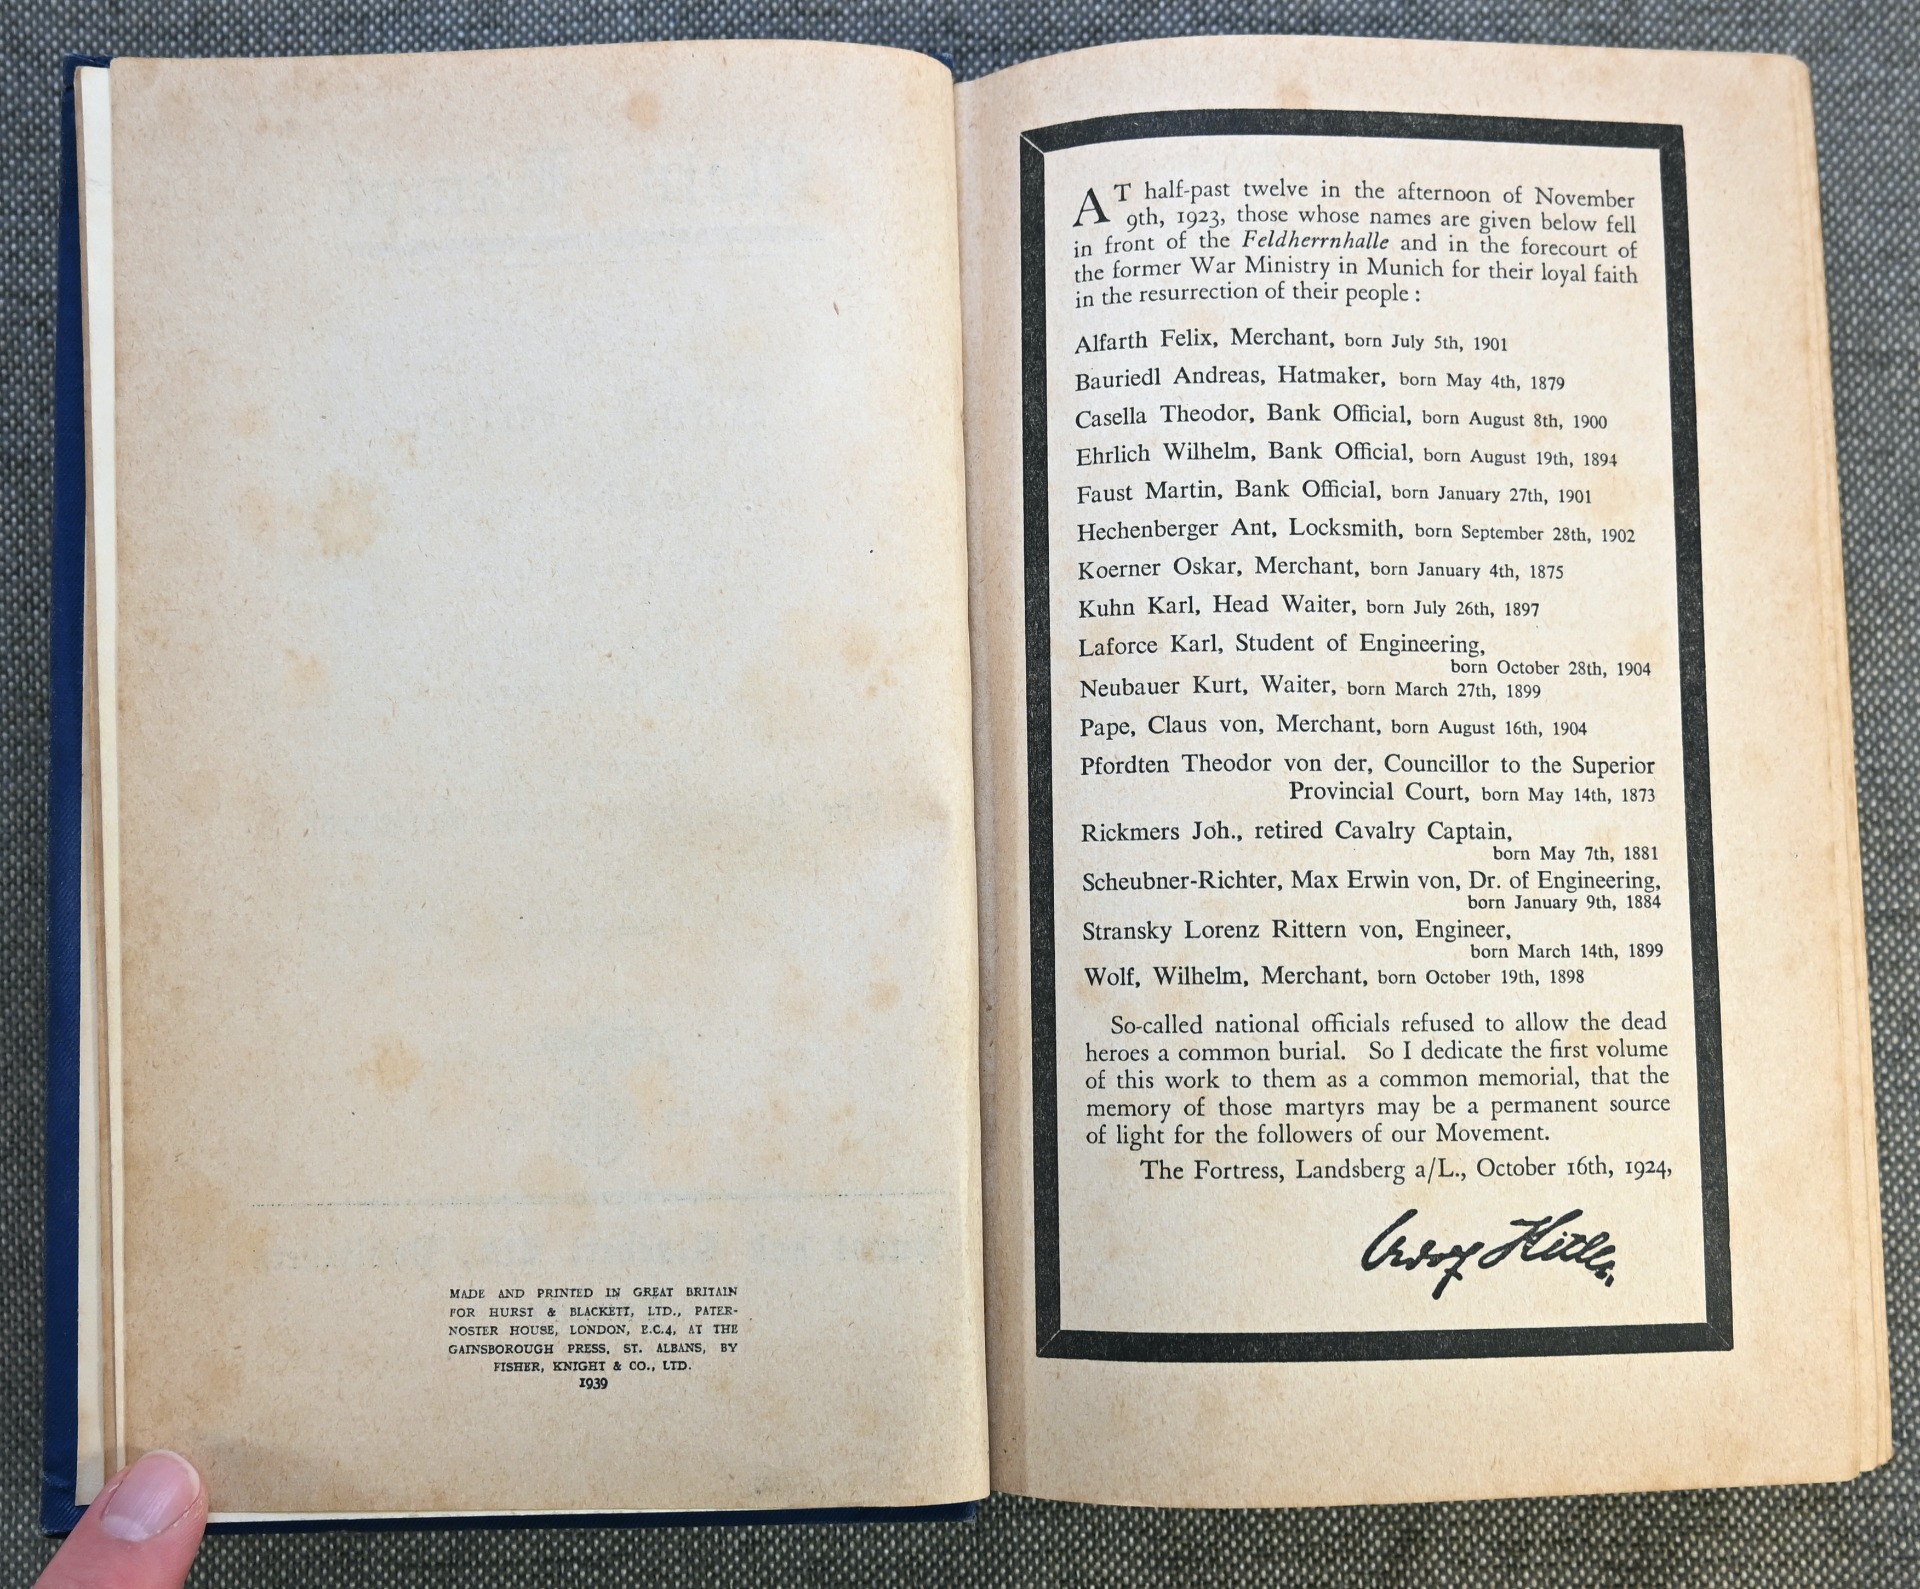 MADE AND PRINTED IN GREAT BRITAIN
FOR HURST & BLACKETT, LTD., PATER-
NOSTER HOUSE, LONDON, E.C.4, AT THE
GAINSBOROUGH PRESS, ST. ALBANS, BY
FISHER, KNIGHT & CO., LTD.
1939
AT half-past twelve in the afternoon of November
9th, 1923, those whose names are given below fell
in front of the Feldherrnhalle and in the forecourt of
the former War Ministry in Munich for their loyal faith
in the resurrection of their people :
Alfarth Felix, Merchant, born July 5th, 1901
Bauriedl Andreas, Hatmaker, born May 4th, 1879
Casella Theodor, Bank Official, born August 8th, 1900
Ehrlich Wilhelm, Bank Official, born August 19th, 1894
Faust Martin, Bank Official, born January 27th, 1901
Hechenberger Ant, Locksmith, born September 28th, 1902
Koerner Oskar, Merchant, born January 4th, 1875
Kuhn Karl, Head Waiter, born July 26th, 1897
Laforce Karl, Student of Engineering,
born October 28th, 1904
Neubauer Kurt, Waiter, born March 27th, 1899
Pape, Claus von, Merchant, born August 16th, 1904
Pfordten Theodor von der, Councillor to the Superior
Provincial Court, born May 14th, 1873
Rickmers Joh., retired Cavalry Captain,
born May 7th, 1881
Scheubner-Richter, Max Erwin von, Dr. of Engineering,
born January 9th, 1884
Stransky Lorenz Rittern von, Engineer,
born March 14th, 1899
Wolf, Wilhelm, Merchant, born October 19th, 1898
So-called national officials refused to allow the dead
heroes a common burial. So I dedicate the first volume
of this work to them as a common memorial, that the
memory of those martyrs may be a permanent source
of light for the followers of our Movement.
The Fortress, Landsberg a/L., October 16th, 1924,
Adolf Hitler